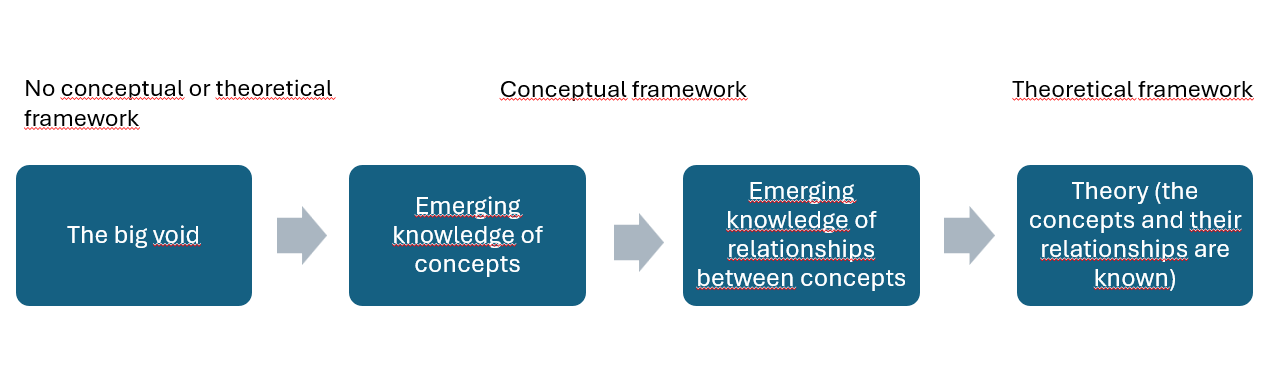 No conceptual or theoretical
framework
Conceptual framework
Theoretical framework
The big void
Emerging
knowledge of
concepts
Emerging
knowledge of
relationships
between concepts
Theory (the
concepts and their
relationships are
known)